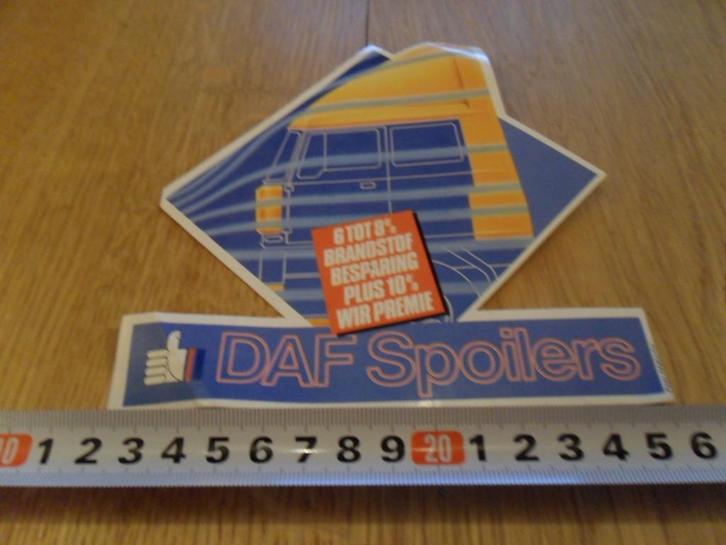 6 TOT 8%
BRANDSTOF
BESPARING
PLUS 10%
WIR PREMIE
DAF Spoilers
10 1 2 3 4 5 6 7 8 9 20 1 2 3 4 5 6